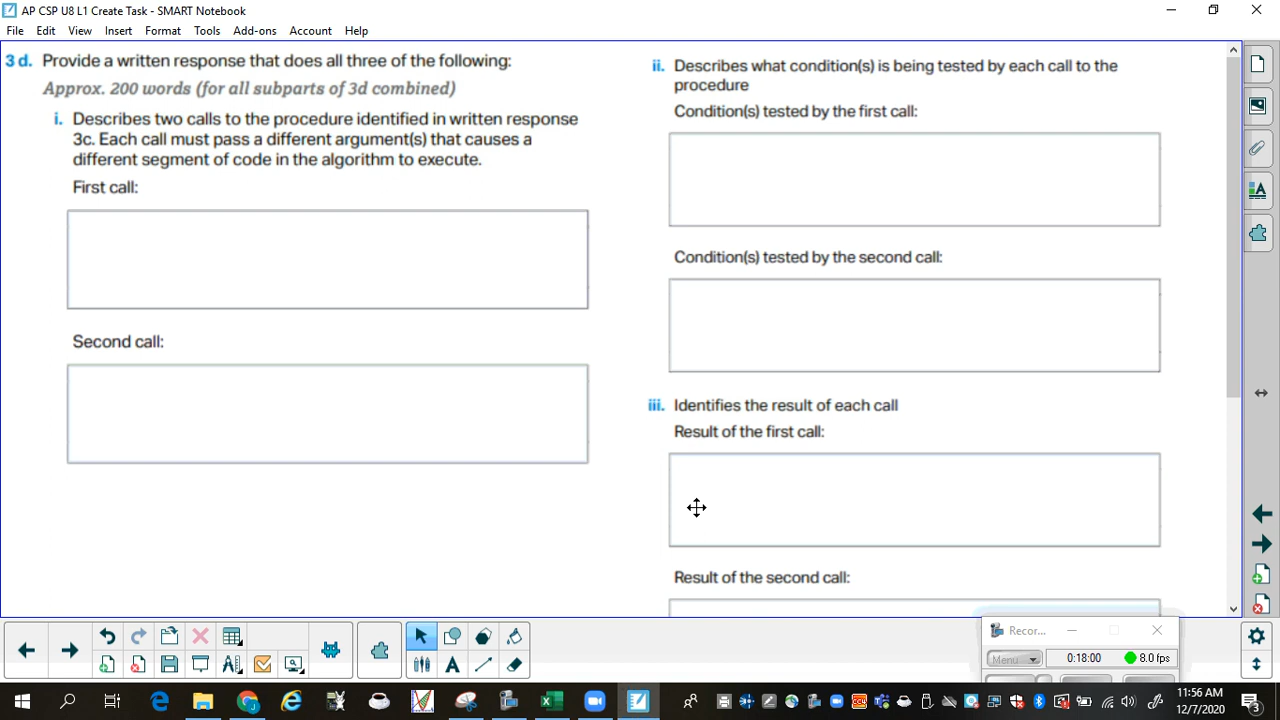 AP CSP U8 L1 Create Task - SMART Notebook
File Edit View Insert Format Tools Add-ons Account Help
3 d. Provide a written response that does all three of the following:
Approx. 200 words (for all subparts of 3d combined)
i. Describes two calls to the procedure identified in written response
3c. Each call must pass a different argument(s) that causes a
different segment of code in the algorithm to execute.
First call:
Second call:
ii. Describes what condition(s) is being tested by each call to the
procedure
Condition(s) tested by the first call:
Condition(s) tested by the second call:
iii. Identifies the result of each call
Result of the first call:
Result of the second call:
Recor...
Menu
0:18:00
8.0 fps
11:56 AM
12/7/2020
3